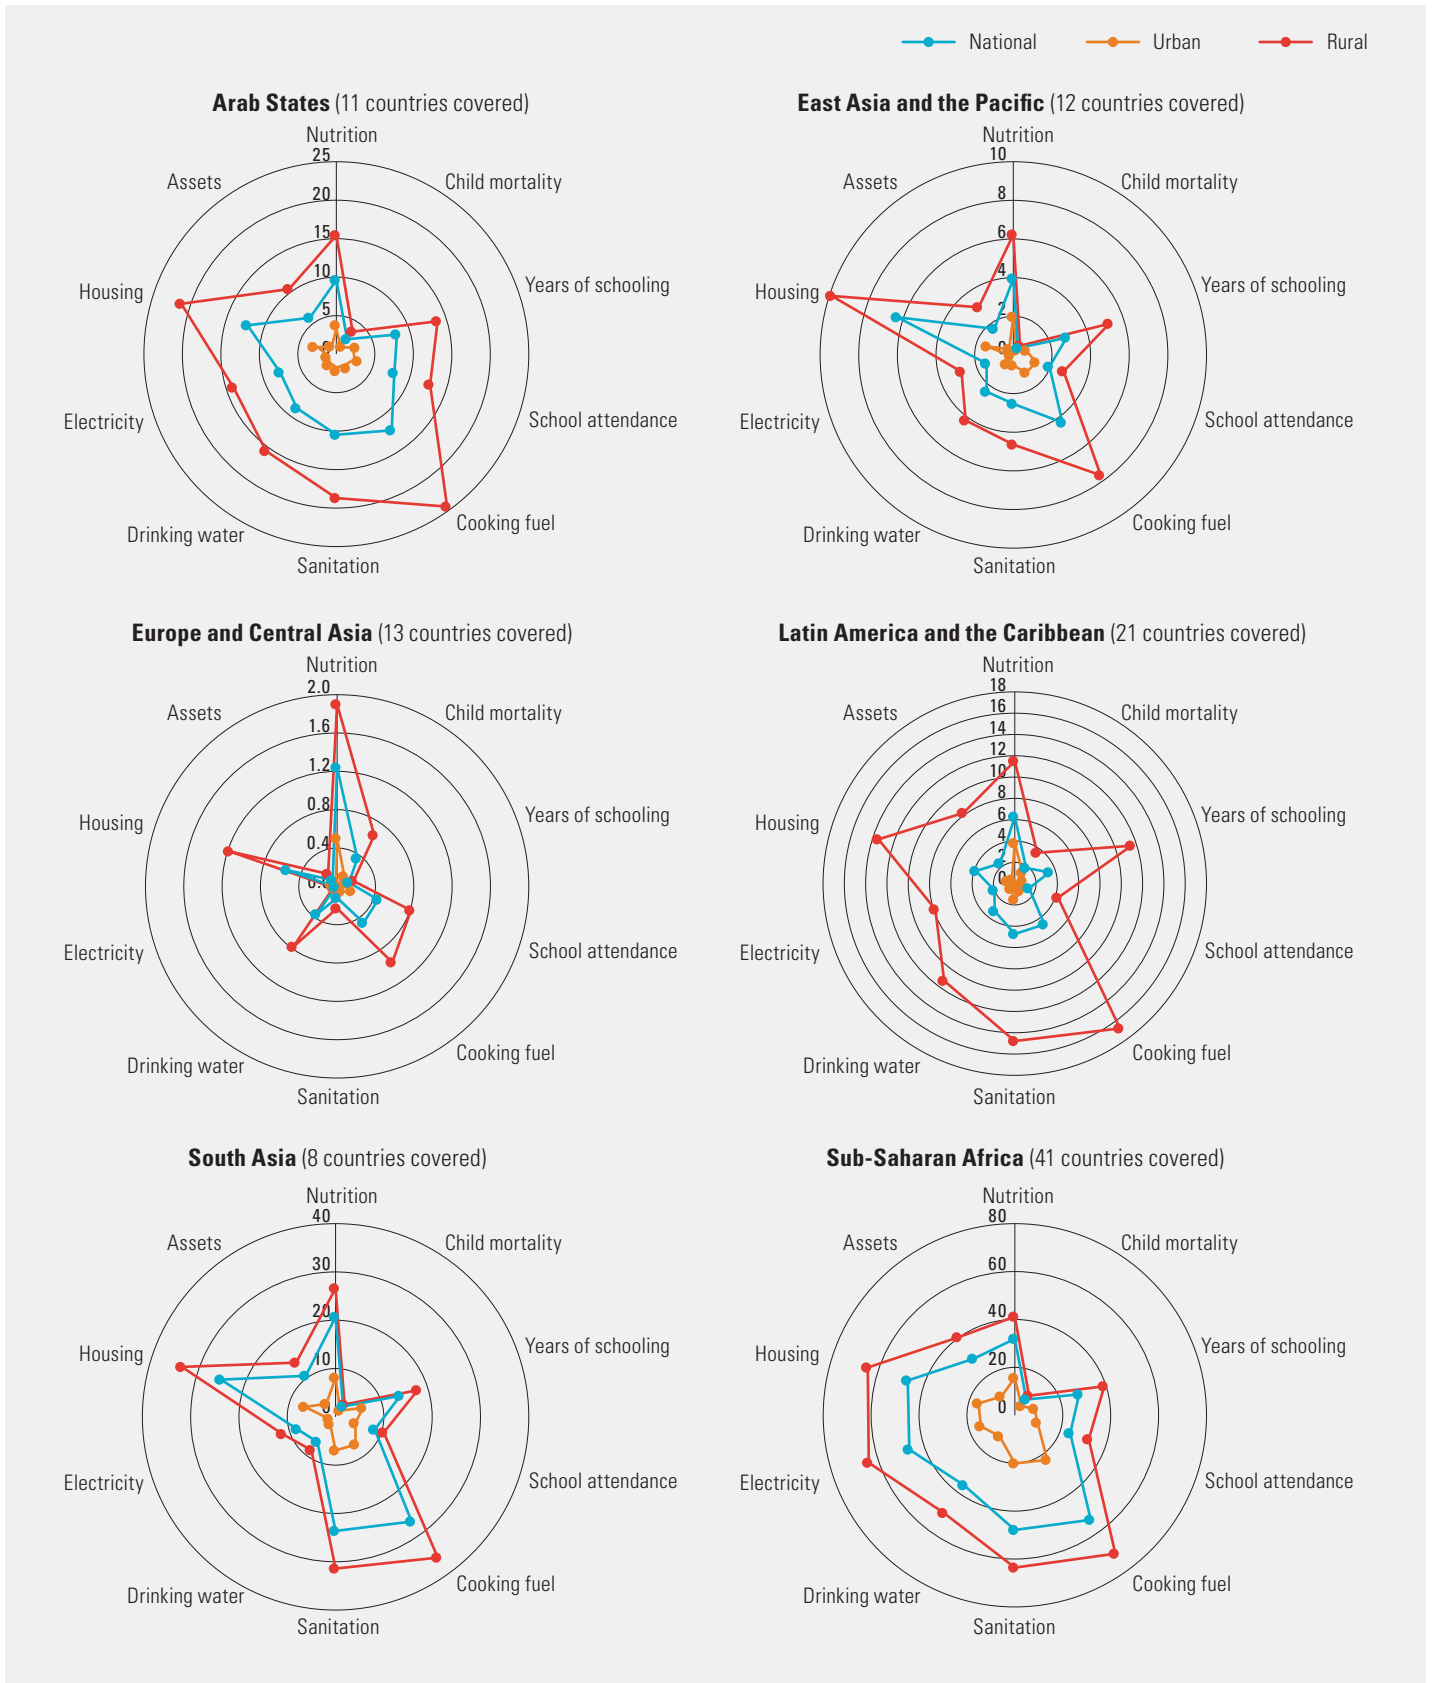 National Urban Rural
Arab States (11 countries covered)
Nutrition
Child mortality
Years of schooling
School attendance
Cooking fuel
Sanitation
Drinking water
Electricity
Housing
Assets
25
20
15
10
5
0
East Asia and the Pacific (12 countries covered)
Nutrition
Child mortality
Years of schooling
School attendance
Cooking fuel
Sanitation
Drinking water
Electricity
Housing
Assets
10
8
6
4
2
0
Europe and Central Asia (13 countries covered)
Nutrition
Child mortality
Years of schooling
School attendance
Cooking fuel
Sanitation
Drinking water
Electricity
Housing
Assets
2.0
1.6
1.2
0.8
0.4
0.0
Latin America and the Caribbean (21 countries covered)
Nutrition
Child mortality
Years of schooling
School attendance
Cooking fuel
Sanitation
Drinking water
Electricity
Housing
Assets
18
16
14
12
10
8
6
4
2
0
South Asia (8 countries covered)
Nutrition
Child mortality
Years of schooling
School attendance
Cooking fuel
Sanitation
Drinking water
Electricity
Housing
Assets
40
30
20
10
0
Sub-Saharan Africa (41 countries covered)
Nutrition
Child mortality
Years of schooling
School attendance
Cooking fuel
Sanitation
Drinking water
Electricity
Housing
Assets
80
60
40
20
0